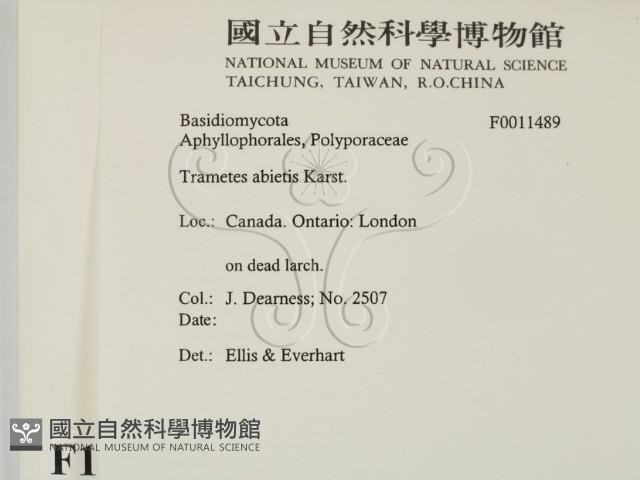 國立自然科學博物館
NATIONAL MUSEUM OF NATURAL SCIENCE
TAICHUNG, TAIWAN, R.O.CHINA
Basidiomycota F0011489
Aphyllophorales, Polyporaceae
Trametes abietis Karst.
Loc.: Canada. Ontario: London
on dead larch.
Col.: J. Dearness; No. 2507
Date:
Det.: Ellis & Everhart
國立自然科學博物館
NATIONAL MUSEUM OF NATURAL SCIENCE
F1